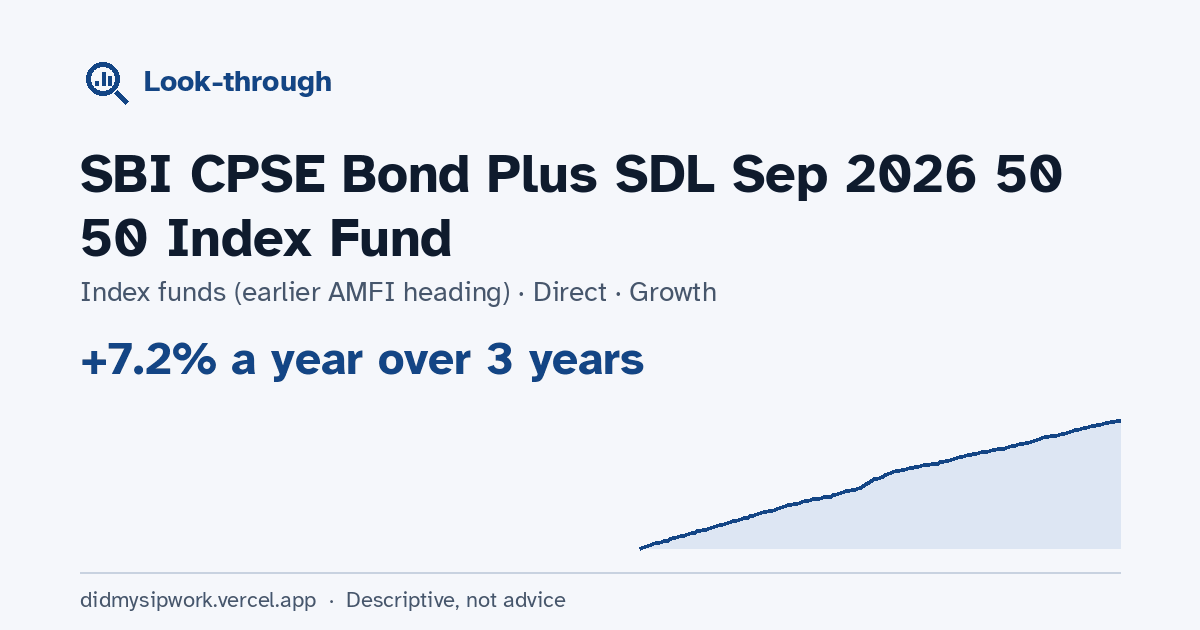 Look-through
SBI CPSE Bond Plus SDL Sep 2026 50
50 Index Fund
Index funds (earlier AMFI heading) · Direct · Growth
+7.2% a year over 3 years
didmysipwork.vercel.app · Descriptive, not advice